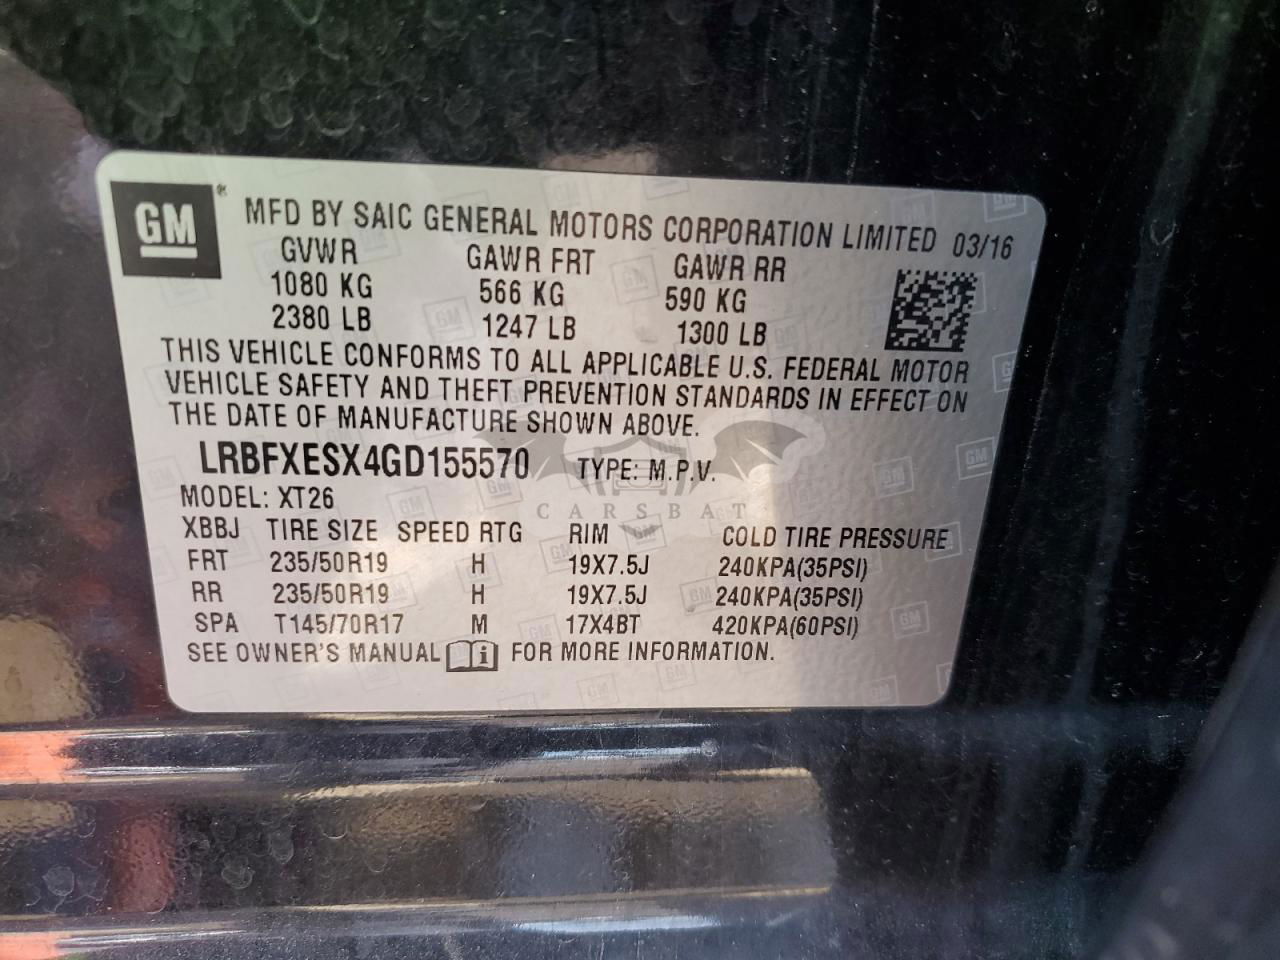 GM ®
MFD BY SAIC GENERAL MOTORS CORPORATION LIMITED 03/16
GVWR GAWR FRT GAWR RR
1080 KG 566 KG 590 KG
2380 LB 1247 LB 1300 LB
THIS VEHICLE CONFORMS TO ALL APPLICABLE U.S. FEDERAL MOTOR
VEHICLE SAFETY AND THEFT PREVENTION STANDARDS IN EFFECT ON
THE DATE OF MANUFACTURE SHOWN ABOVE.
LRBFXESX4GD155570 TYPE: M.P.V.
MODEL: XT26
CARSBAT
XBBJ TIRE SIZE SPEED RTG RIM COLD TIRE PRESSURE
FRT 235/50R19 H 19X7.5J 240KPA(35PSI)
RR 235/50R19 H 19X7.5J 240KPA(35PSI)
SPA T145/70R17 M 17X4BT 420KPA(60PSI)
SEE OWNER'S MANUAL i FOR MORE INFORMATION.